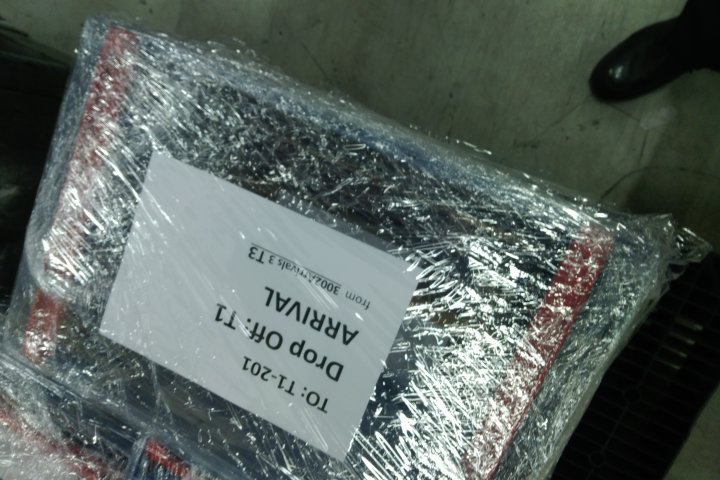 TO: T1-201
Drop Off: T1
ARRIVAL
from 3002Arrivals 3 T3